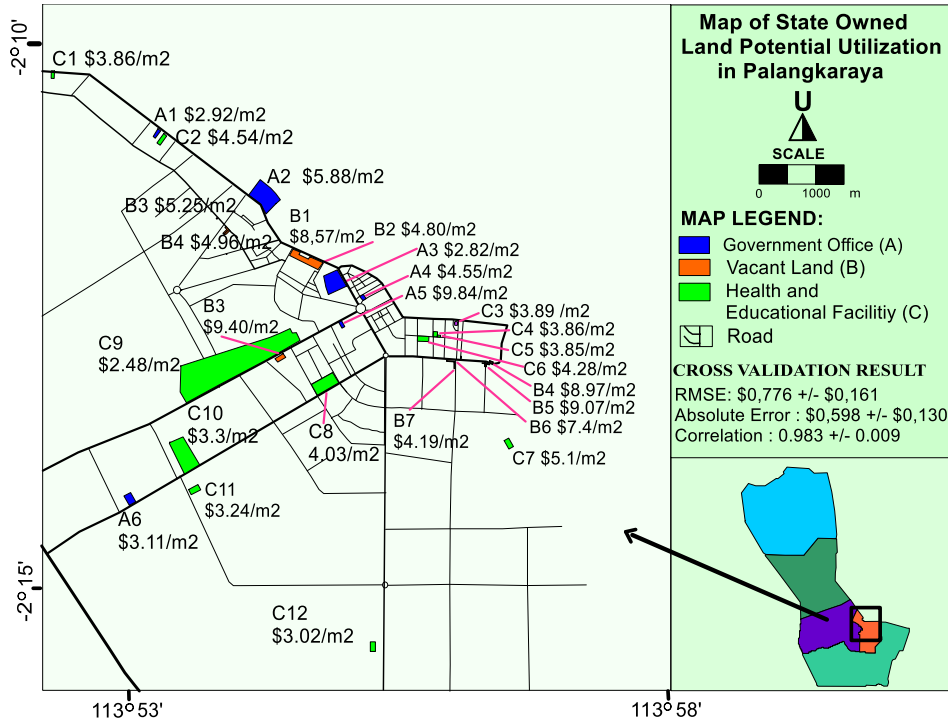 -2°10'
C1 $3.86/m2
A1 $2.92/m2
C2 $4.54/m2
A2 $5.88/m2
B3 $5.25/m2
B1
$8,57/m2
B2 $4.80/m2
B4 $4.96/m2
A3 $2.82/m2
A4 $4.55/m2
A5 $9.84/m2
B3
$9.40/m2
C3 $3.89 /m2
C4 $3.86/m2
C5 $3.85/m2
C6 $4.28/m2
B4 $8.97/m2
B5 $9.07/m2
B6 $7.4/m2
C9
$2.48/m2
C10
$3.3/m2
C8
4.03/m2
B7
$4.19/m2
C7 $5.1/m2
C11
$3.24/m2
A6
$3.11/m2
-2°15'
C12
$3.02/m2
113°53'
113°58'
Map of State Owned
Land Potential Utilization
in Palangkaraya
U
SCALE
0 1000 m
MAP LEGEND:
Government Office (A)
Vacant Land (B)
Health and
Educational Facilitiy (C)
Road
CROSS VALIDATION RESULT
RMSE: $0,776 +/- $0,161
Absolute Error : $0,598 +/- $0,130
Correlation : 0.983 +/- 0.009